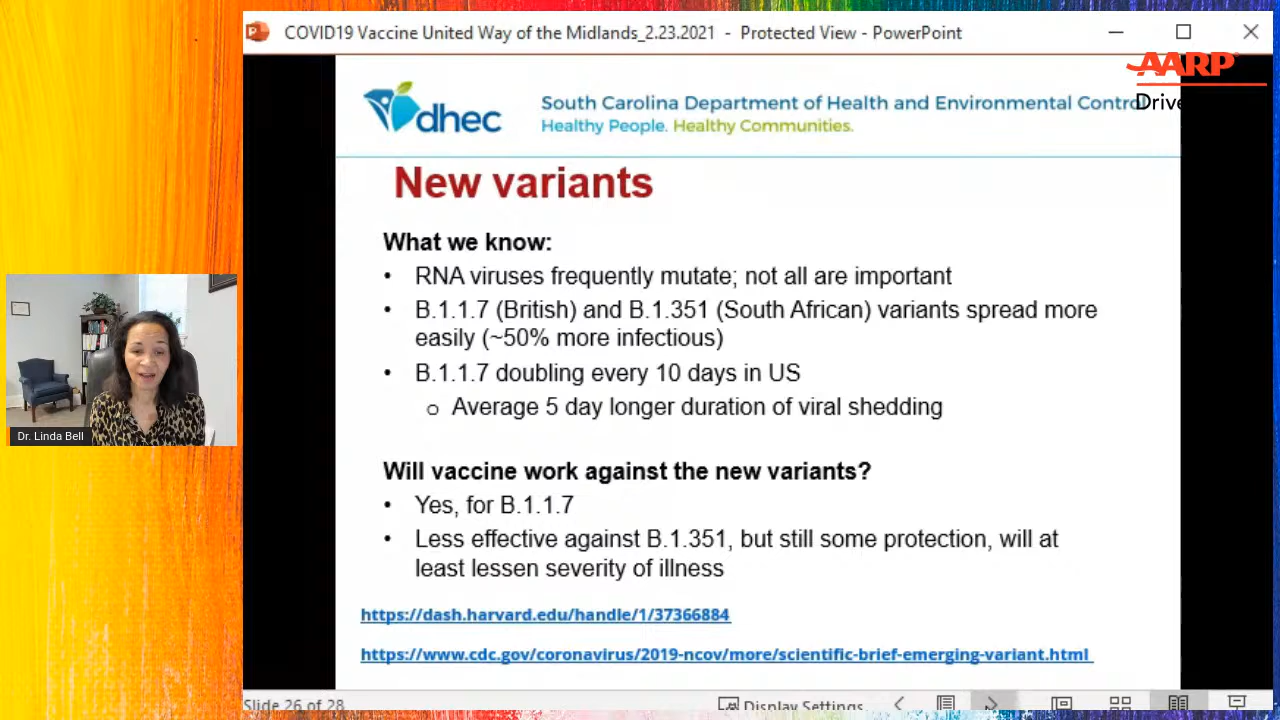 COVID19 Vaccine United Way of the Midlands_2.23.2021 - Protected View - PowerPoint
AARP
Drive
dhec
South Carolina Department of Health and Environmental Contro
Healthy People. Healthy Communities.
New variants
What we know:
• RNA viruses frequently mutate; not all are important
• B.1.1.7 (British) and B.1.351 (South African) variants spread more
easily (~50% more infectious)
• B.1.1.7 doubling every 10 days in US
o Average 5 day longer duration of viral shedding
Will vaccine work against the new variants?
• Yes, for B.1.1.7
• Less effective against B.1.351, but still some protection, will at
least lessen severity of illness
https://dash.harvard.edu/handle/1/37366884
https://www.cdc.gov/coronavirus/2019-ncov/more/scientific-brief-emerging-variant.html
Dr. Linda Bell
Slide 26 of 28
Display Settings